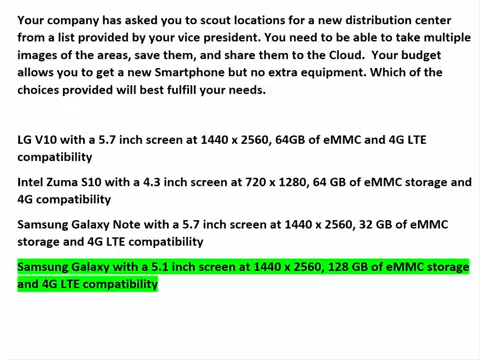 Your company has asked you to scout locations for a new distribution center
from a list provided by your vice president. You need to be able to take multiple
images of the areas, save them, and share them to the Cloud.  Your budget
allows you to get a new Smartphone but no extra equipment. Which of the
choices provided will best fulfill your needs.
LG V10 with a 5.7 inch screen at 1440 x 2560, 64GB of eMMC and 4G LTE
compatibility
Intel Zuma S10 with a 4.3 inch screen at 720 x 1280, 64 GB of eMMC storage and
4G compatibility
Samsung Galaxy Note with a 5.7 inch screen at 1440 x 2560, 32 GB of eMMC
storage and 4G LTE compatibility
Samsung Galaxy with a 5.1 inch screen at 1440 x 2560, 128 GB of eMMC storage
and 4G LTE compatibility